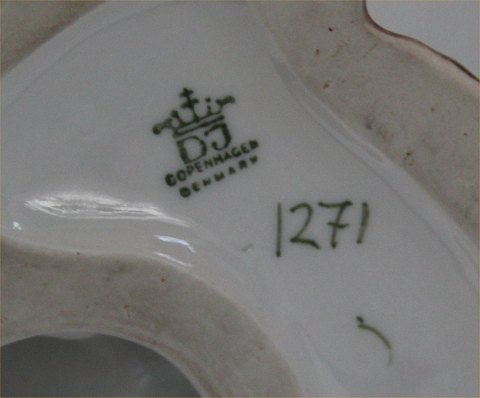 DJ
COPENHAGEN
DENMARK
1271